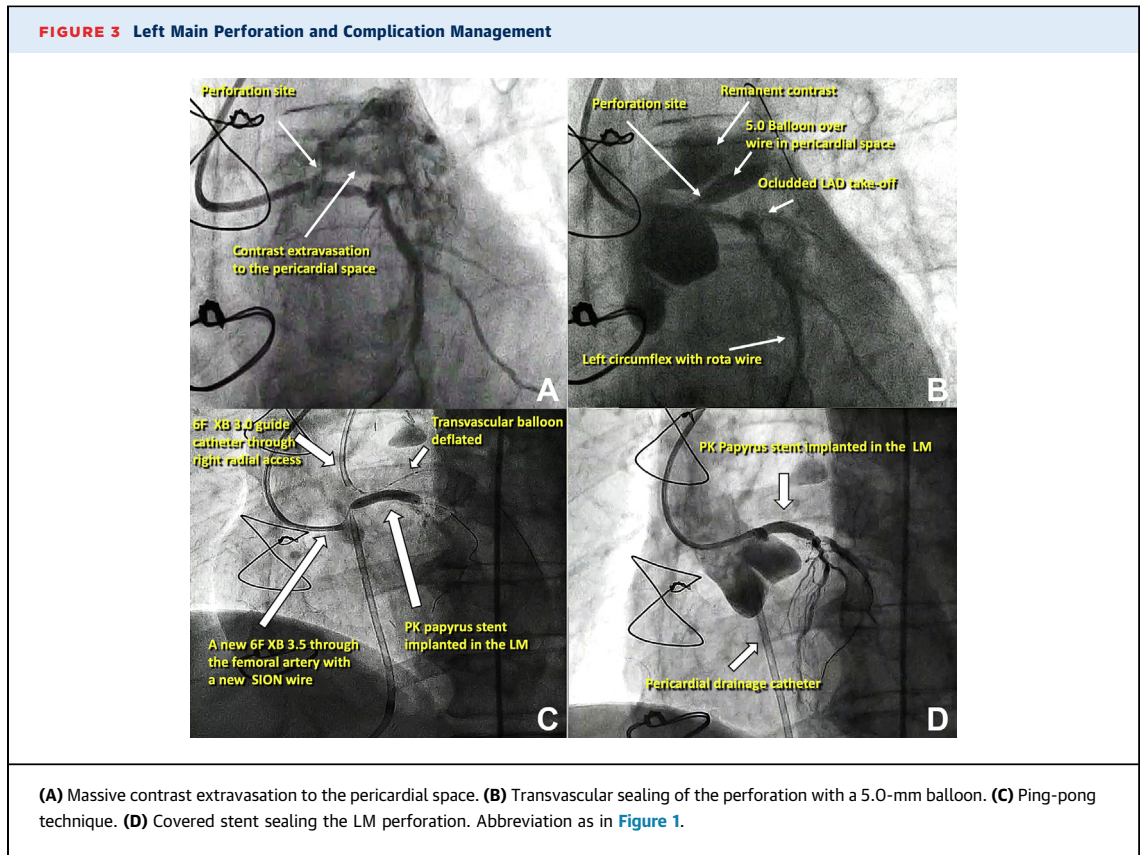 FIGURE 3 Left Main Perforation and Complication Management
Perforation site
Contrast extravasation
to the pericardial space
A
Perforation site
Remanent contrast
5.0 Balloon over
wire in pericardial space
Ocluded LAD take-off
Left circumflex with rota wire
B
6F XB 3.0 guide
catheter through
right radial access
Transvascular balloon
deflated
A new 6F XB 3.5 through
the femoral artery with
a new SION wire
PK papyrus stent
implanted in the LM
C
PK Papyrus stent implanted in the LM
Pericardial drainage catheter
D
(A) Massive contrast extravasation to the pericardial space. (B) Transvascular sealing of the perforation with a 5.0-mm balloon. (C) Ping-pong
technique. (D) Covered stent sealing the LM perforation. Abbreviation as in Figure 1.